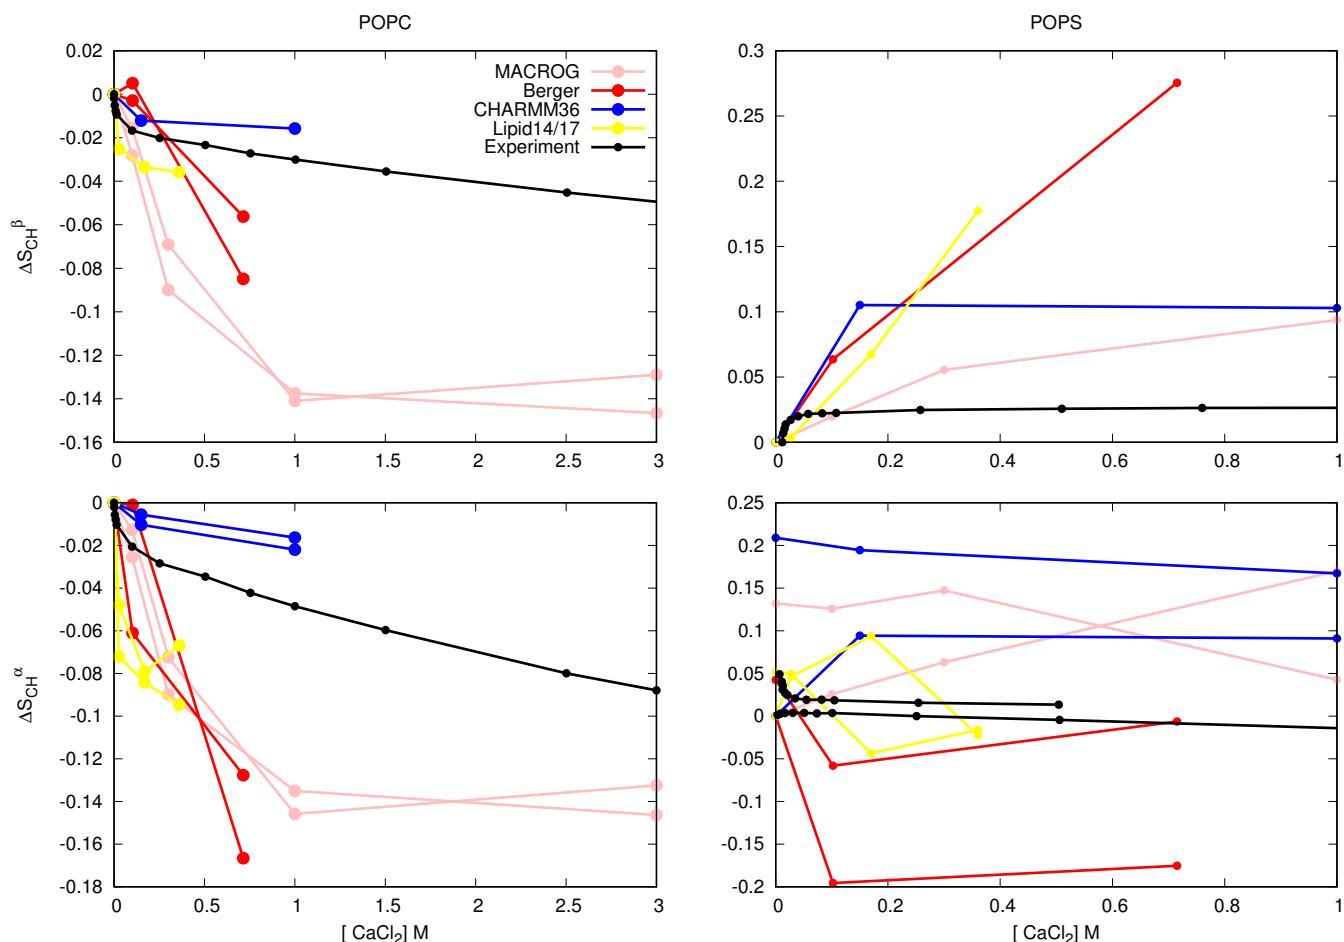 POPC
POPS
0.02
0
-0.02
-0.04
-0.06
-0.08
-0.1
-0.12
-0.14
-0.16
ΔS_CH^β
MACROG
Berger
CHARMM36
Lipid14/17
Experiment
0 0.5 1 1.5 2 2.5 3
0.3
0.25
0.2
0.15
0.1
0.05
0
0 0.2 0.4 0.6 0.8 1
0
-0.02
-0.04
-0.06
-0.08
-0.1
-0.12
-0.14
-0.16
-0.18
ΔS_CH^α
0 0.5 1 1.5 2 2.5 3
[ CaCl₂] M
0.25
0.2
0.15
0.1
0.05
0
-0.05
-0.1
-0.15
-0.2
0 0.2 0.4 0.6 0.8 1
[ CaCl₂] M